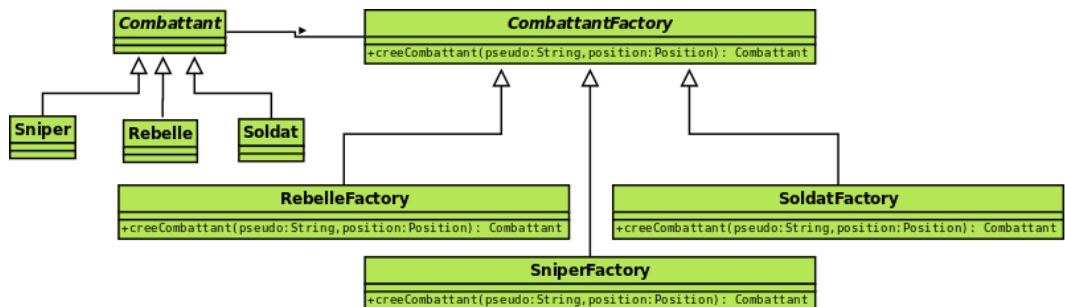 Combattant
CombattantFactory
+creeCombattant(pseudo:String,position:Position): Combattant
Sniper
Rebelle
Soldat
RebelleFactory
+creeCombattant(pseudo:String,position:Position): Combattant
SoldatFactory
+creeCombattant(pseudo:String,position:Position): Combattant
SniperFactory
+creeCombattant(pseudo:String,position:Position): Combattant